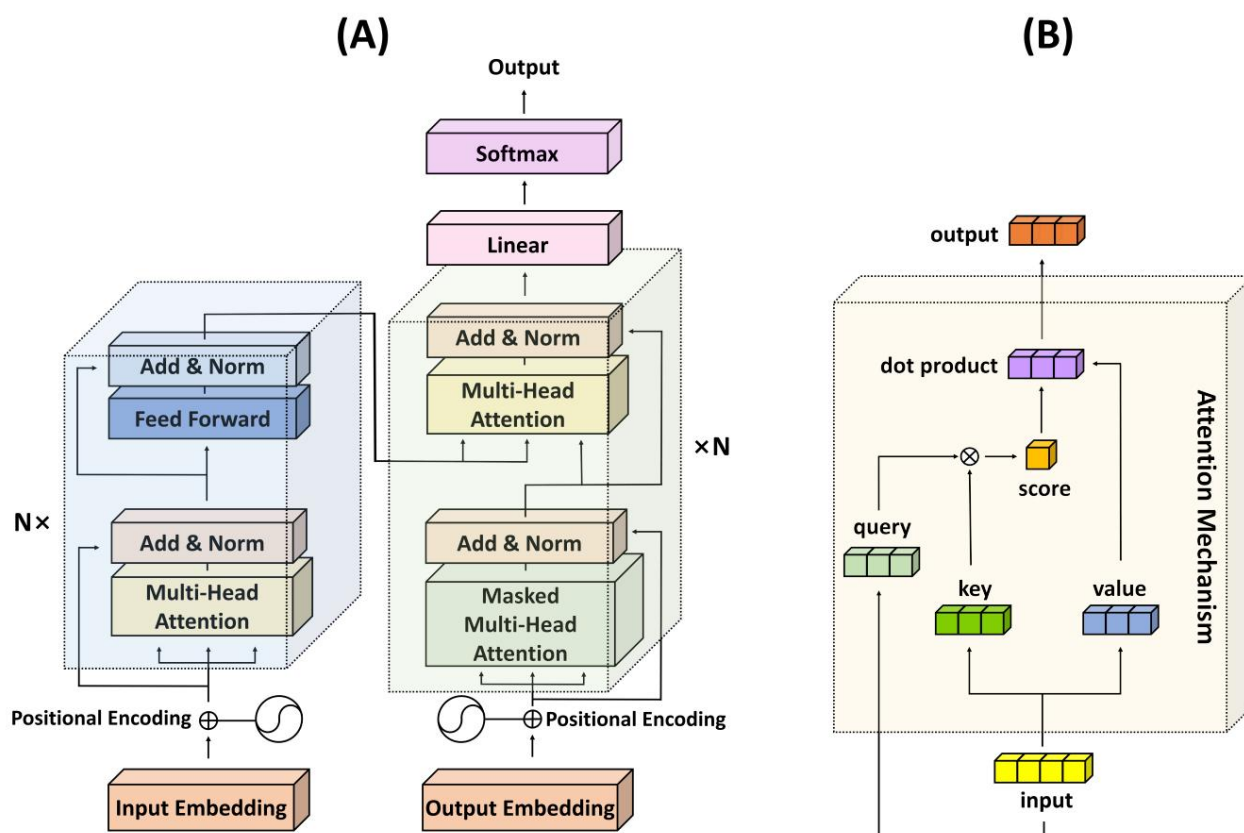 (A)
Output
Softmax
Linear
Add & Norm
Multi-Head
Attention
×N
Add & Norm
Masked
Multi-Head
Attention
Positional Encoding
Output Embedding
Add & Norm
Feed Forward
N×
Add & Norm
Multi-Head
Attention
Positional Encoding
Input Embedding
(B)
output
dot product
score
query
key
value
Attention Mechanism
input